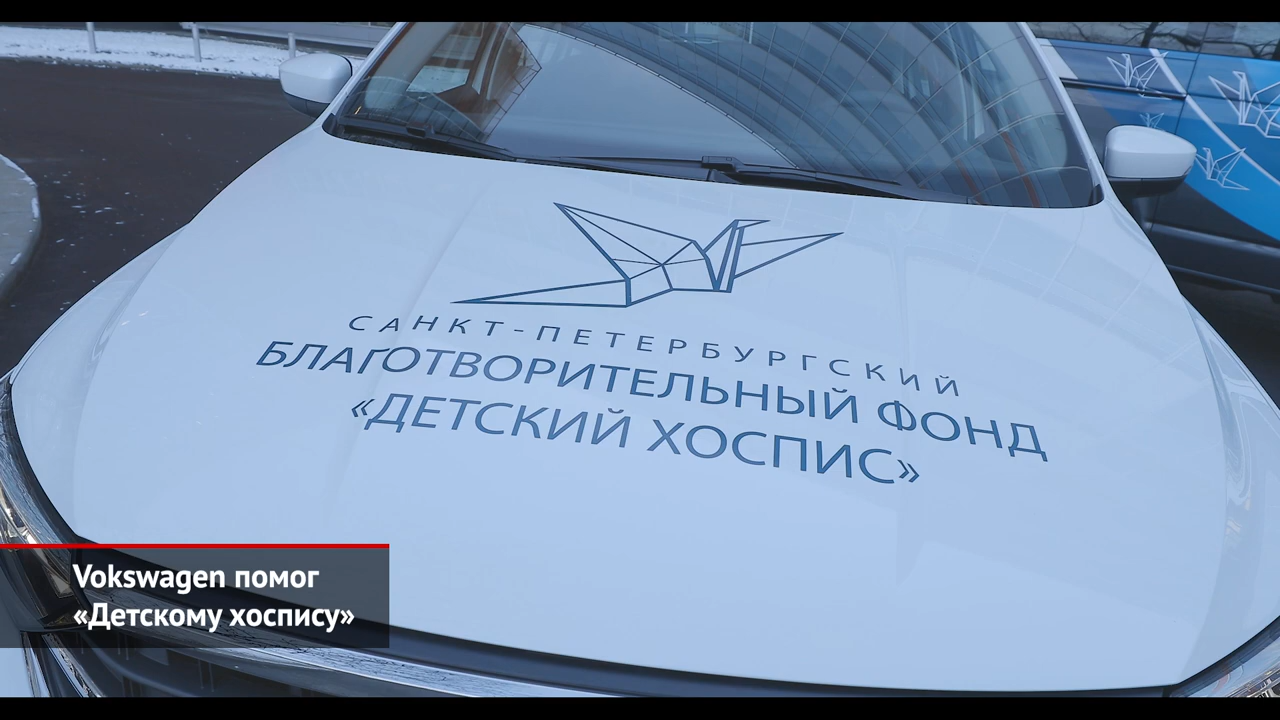 САНКТ-ПЕТЕРБУРГСКИЙ
БЛАГОТВОРИТЕЛЬНЫЙ ФОНД
«ДЕТСКИЙ ХОСПИС»
Vokswagen помог
«Детскому хоспису»